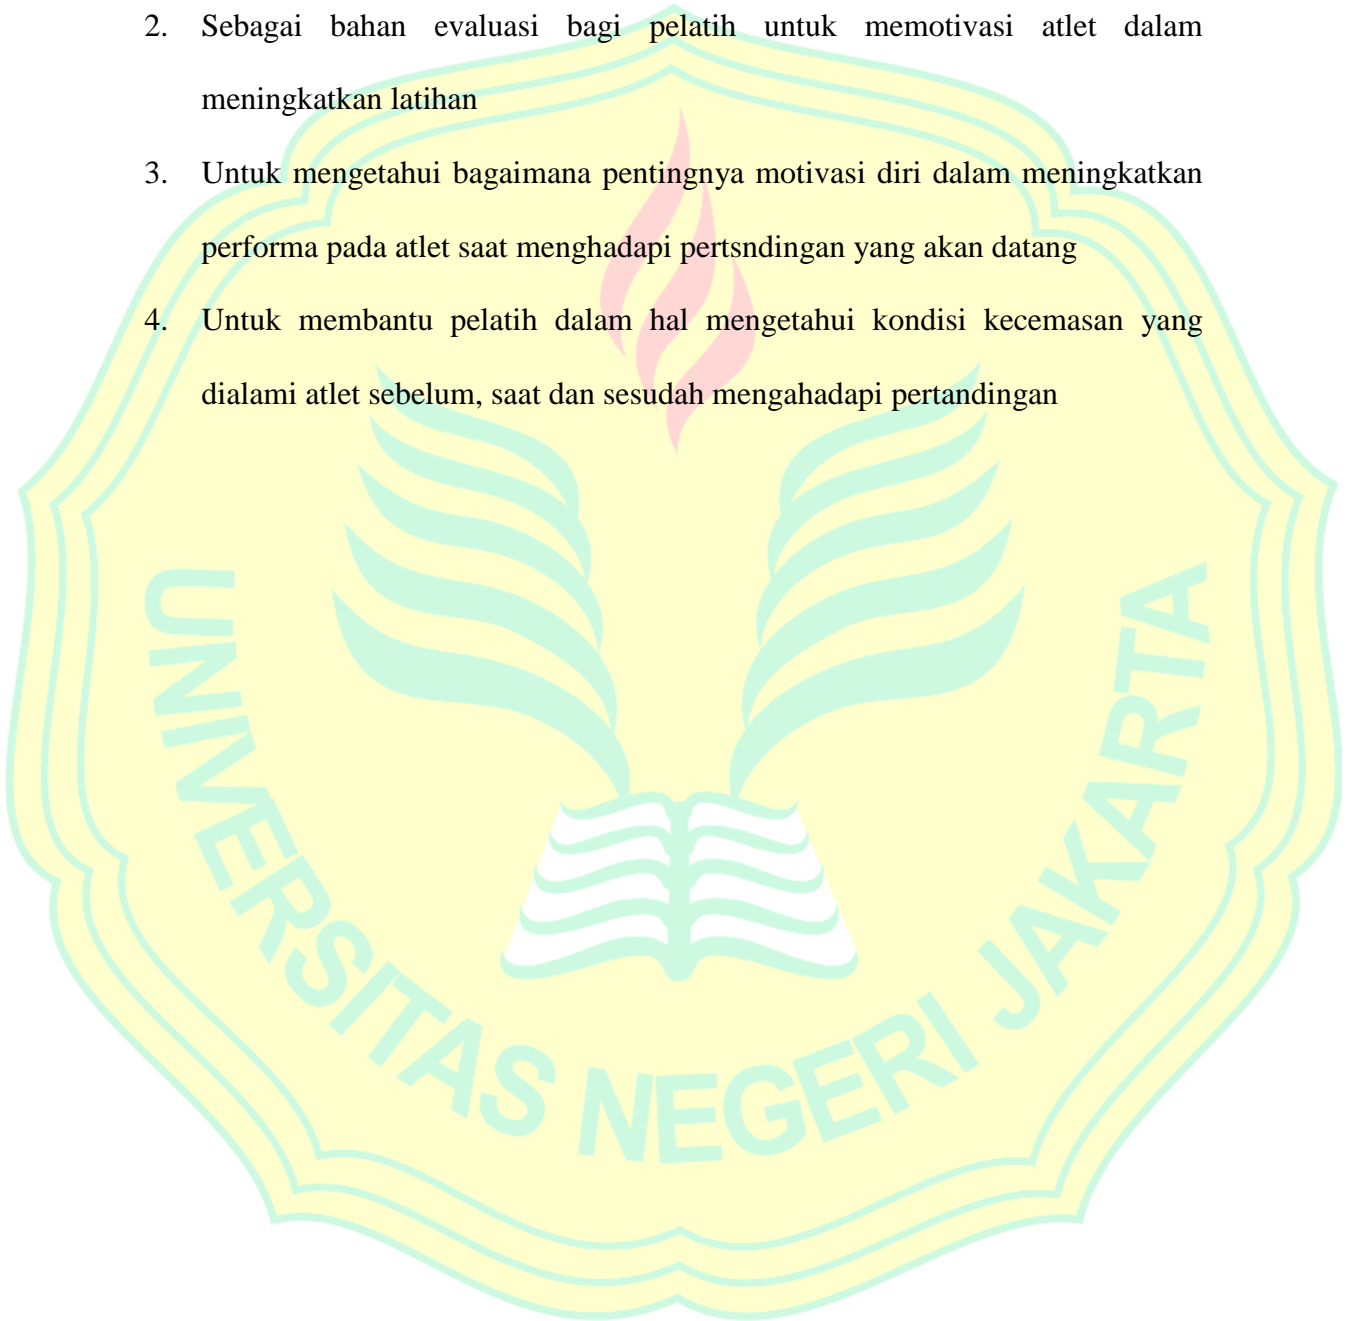 2. Sebagai bahan evaluasi bagi pelatih untuk memotivasi atlet dalam
meningkatkan latihan
3. Untuk mengetahui bagaimana pentingnya motivasi diri dalam meningkatkan
performa pada atlet saat menghadapi pertsndingan yang akan datang
4. Untuk membantu pelatih dalam hal mengetahui kondisi kecemasan yang
dialami atlet sebelum, saat dan sesudah mengahadapi pertandingan
UNIVERSITAS NEGERI JAKARTA